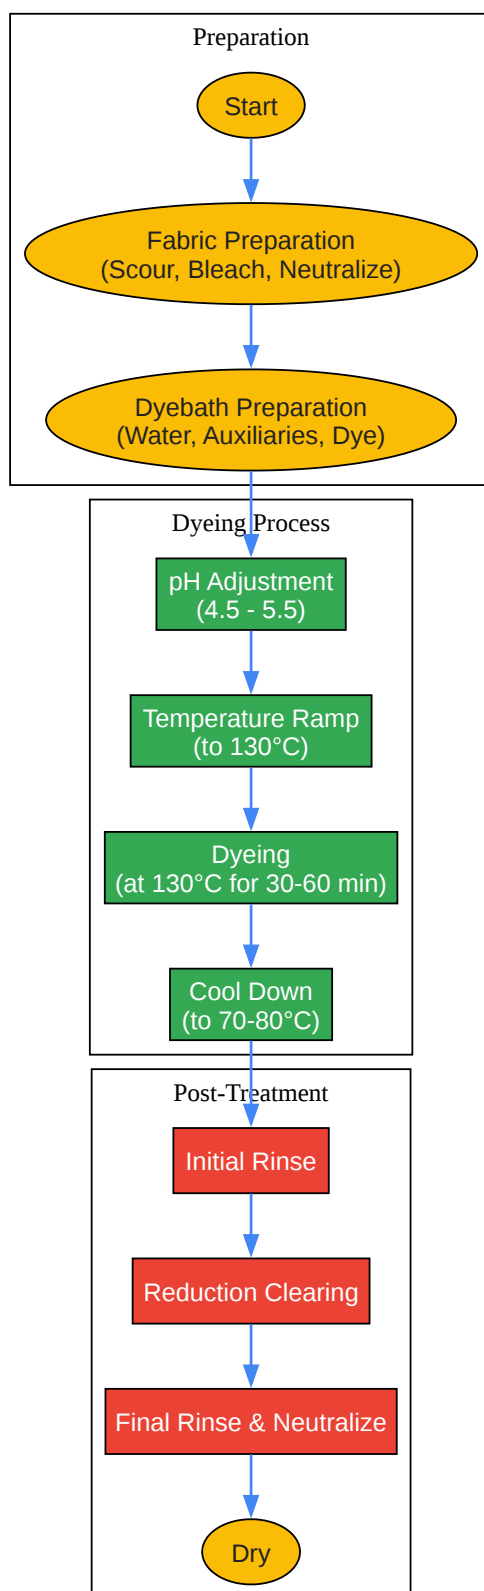 Preparation
Start
Fabric Preparation
(Scour, Bleach, Neutralize)
Dyebath Preparation
(Water, Auxiliaries, Dye)
Dyeing Process
pH Adjustment
(4.5 - 5.5)
Temperature Ramp
(to 130°C)
Dyeing
(at 130°C for 30-60 min)
Cool Down
(to 70-80°C)
Post-Treatment
Initial Rinse
Reduction Clearing
Final Rinse & Neutralize
Dry